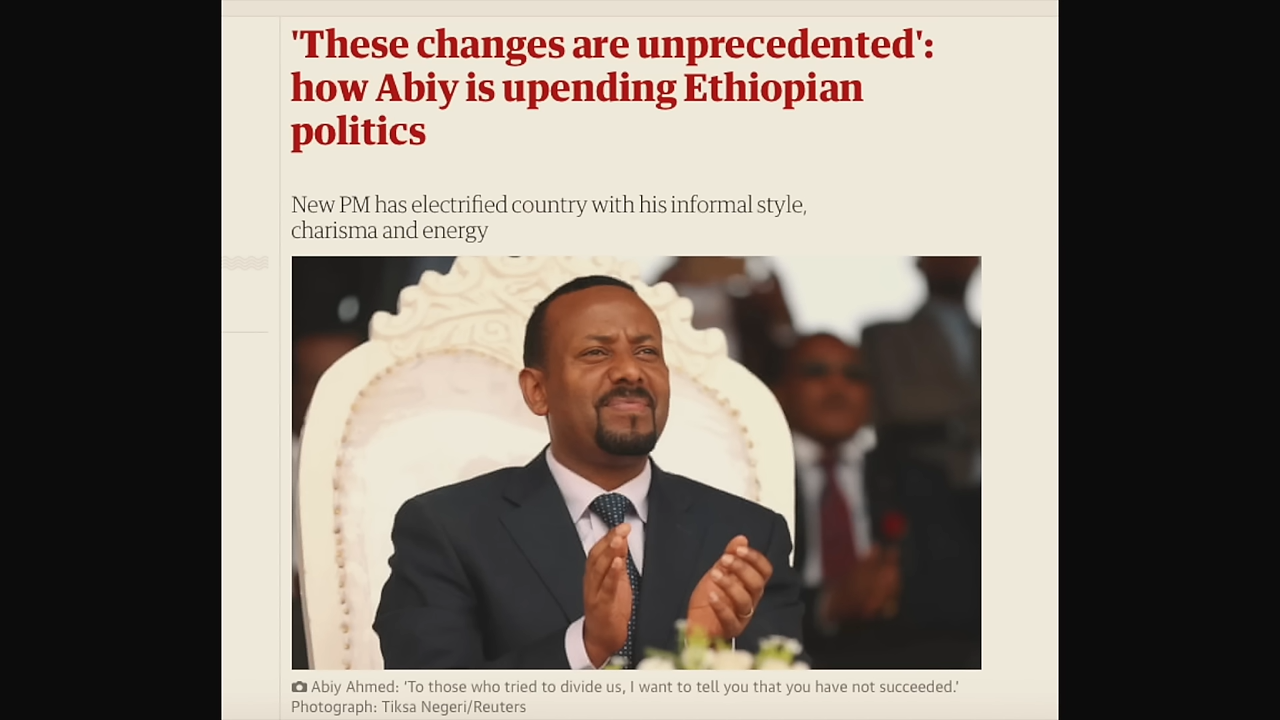 'These changes are unprecedented':
how Abiy is upending Ethiopian
politics
New PM has electrified country with his informal style,
charisma and energy
Abiy Ahmed: ‘To those who tried to divide us, I want to tell you that you have not succeeded.’
Photograph: Tiksa Negeri/Reuters